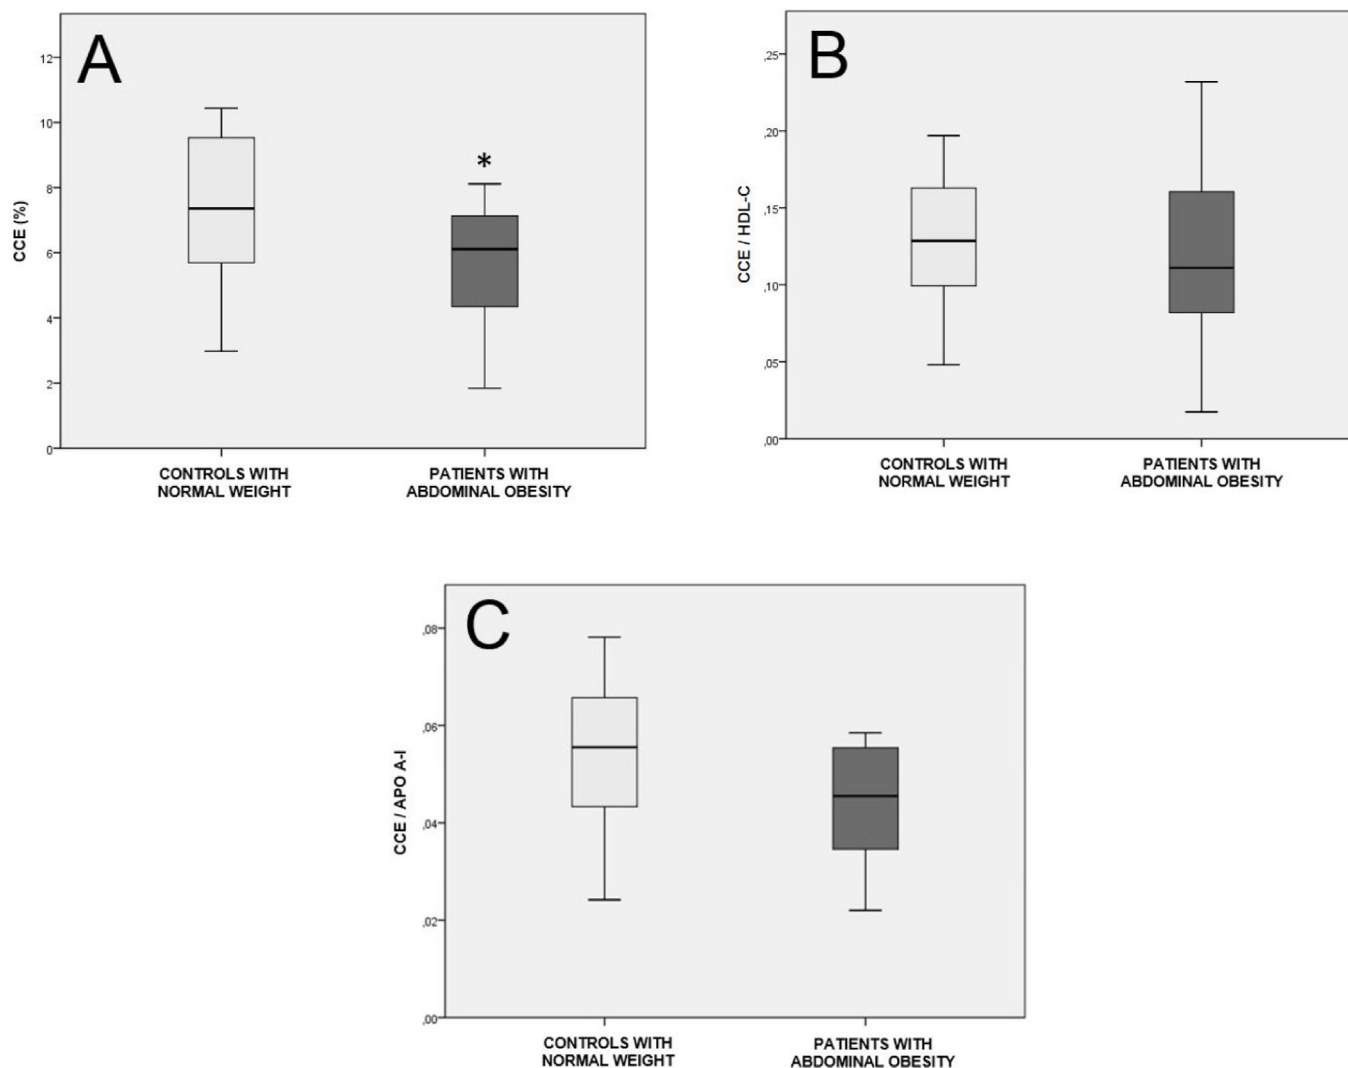 A
12
10
8
6
4
2
0
CCE (%)
*
CONTROLS WITH
NORMAL WEIGHT
PATIENTS WITH
ABDOMINAL OBESITY
B
,25
,20
,15
,10
,05
,00
CCE / HDL-C
CONTROLS WITH
NORMAL WEIGHT
PATIENTS WITH
ABDOMINAL OBESITY
C
,08
,06
,04
,02
,00
CCE / APO A-I
CONTROLS WITH
NORMAL WEIGHT
PATIENTS WITH
ABDOMINAL OBESITY